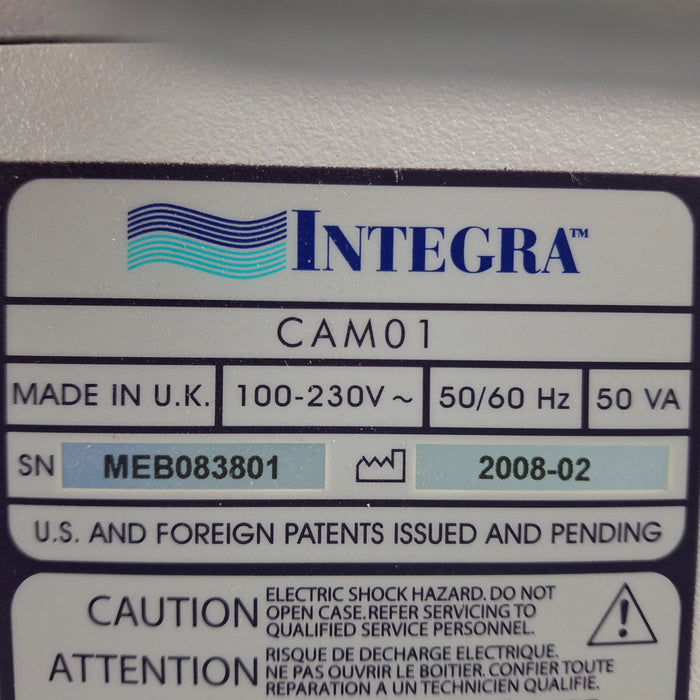 INTEGRA™
CAM01
MADE IN U.K. 100-230V ~ 50/60 Hz 50 VA
SN MEB083801 2008-02
U.S. AND FOREIGN PATENTS ISSUED AND PENDING
CAUTION ELECTRIC SHOCK HAZARD. DO NOT
OPEN CASE.REFER SERVICING TO
QUALIFIED SERVICE PERSONNEL.
ATTENTION RISQUE DE DECHARGE ELECTRIQUE.
NE PAS OUVRIR LE BOITIER. CONFIER TOUTE
REPARATION A UN TECHNICIEN QUALIFIE.